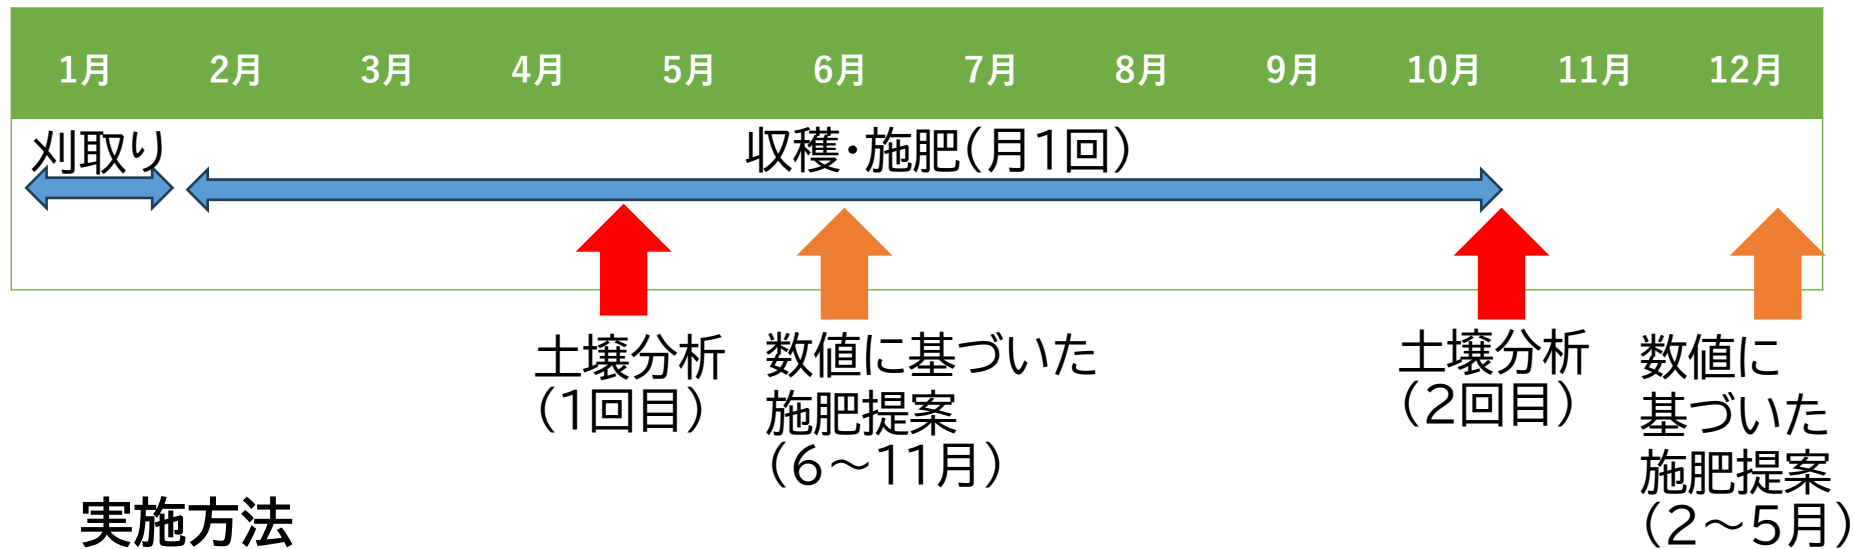 1月 2月 3月 4月 5月 6月 7月 8月 9月 10月 11月 12月
刈取り
収穫・施肥(月1回)
土壌分析
(1回目)
数値に基づいた
施肥提案
(6〜11月)
土壌分析
(2回目)
数値に
基づいた
施肥提案
(2〜5月)
実施方法